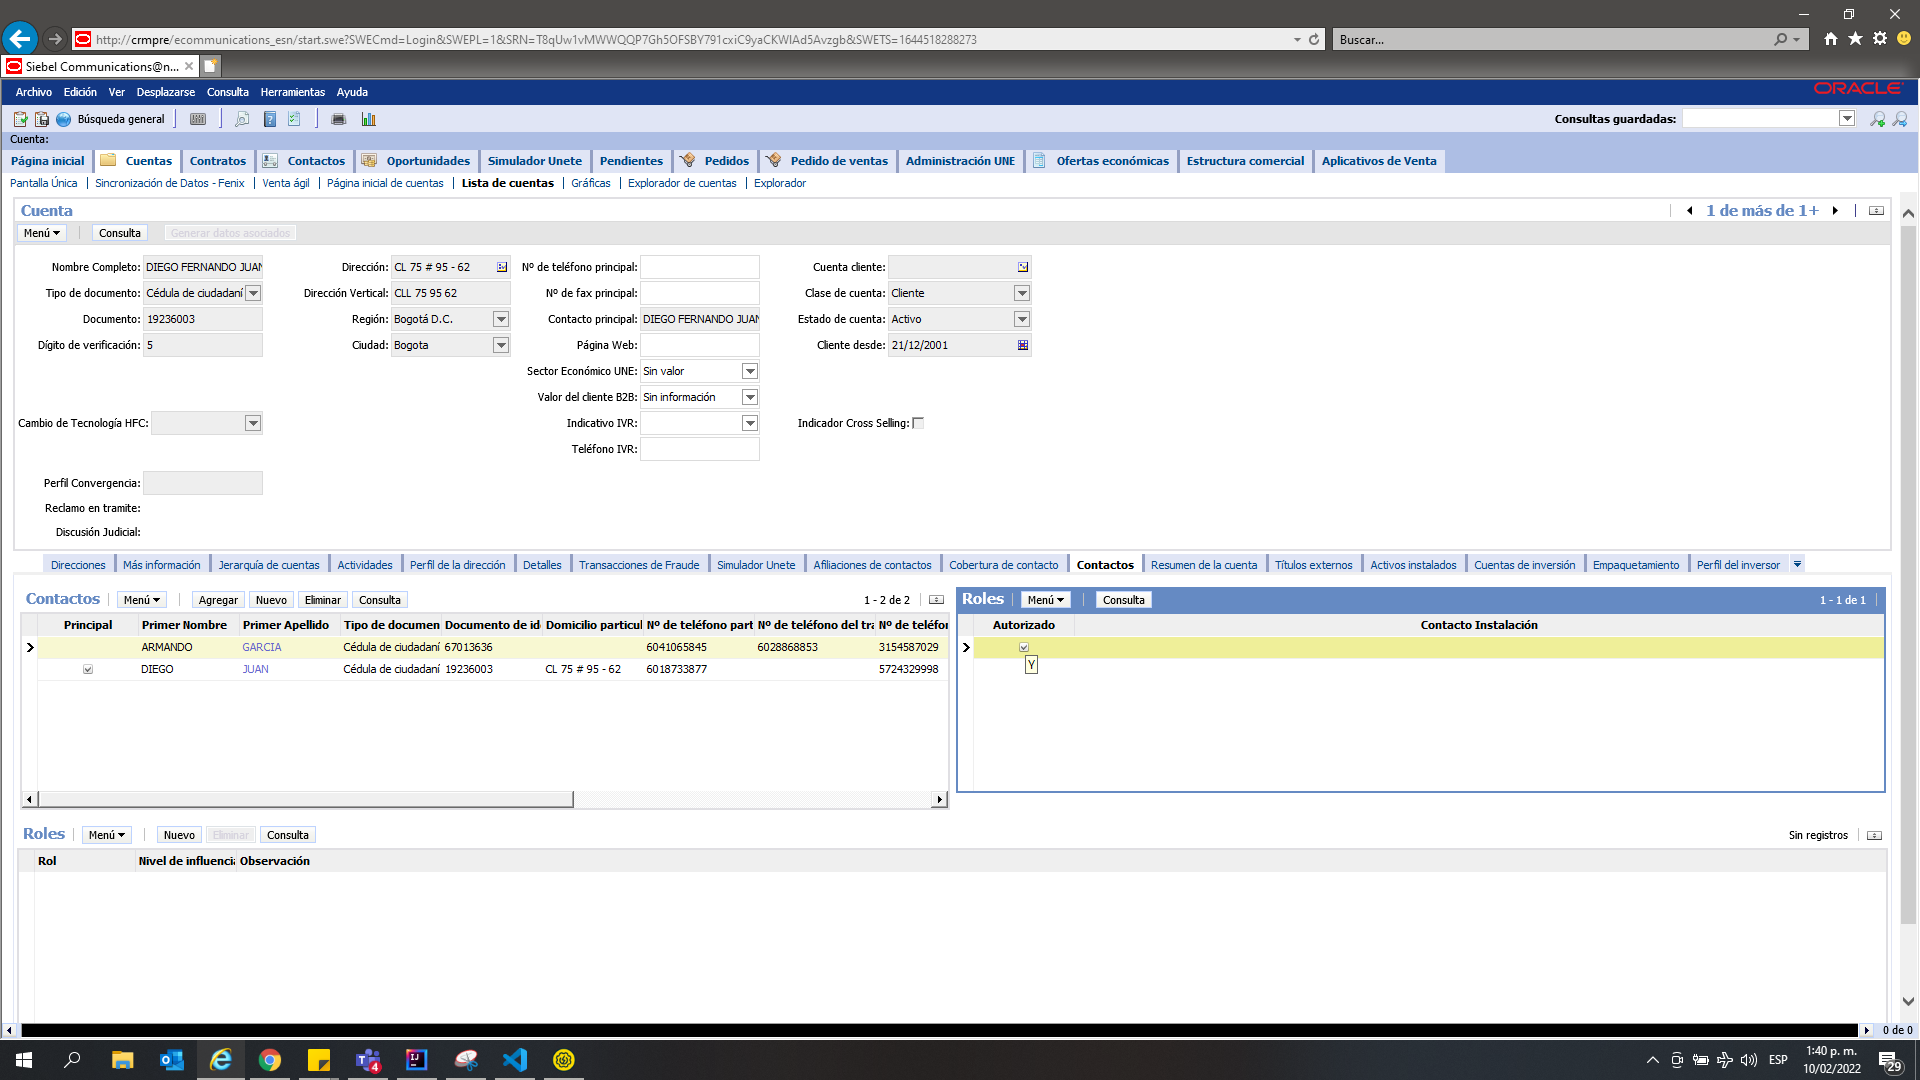 http://crmpre/ecommunications_esn/start.swe?SWECmd=Login&SWEPL=1&SRN=T8qUw1vMWWQQP7Gh5OFSBY791cxiC9yaCKWIAd5Avzgb&SWETS=1644518288273
Buscar...
Siebel Communications@n...
Archivo Edición Ver Desplazarse Consulta Herramientas Ayuda
ORACLE
Búsqueda general
Consultas guardadas:
Cuenta:
Página inicial Cuentas Contratos Contactos Oportunidades Simulador Unete Pendientes Pedidos Pedido de ventas Administración UNE Ofertas económicas Estructura comercial Aplicativos de Venta
Pantalla Única Sincronización de Datos - Fenix Venta ágil Página inicial de cuentas Lista de cuentas Gráficas Explorador de cuentas Explorador
Cuenta
1 de más de 1+
Menú Consulta Generar datos asociados
Nombre Completo: DIEGO FERNANDO JUAN Dirección: CL 75 # 95 - 62 Nº de teléfono principal: Cuenta cliente:
Tipo de documento: Cédula de ciudadaní Dirección Vertical: CLL 75 95 62 Nº de fax principal: Clase de cuenta: Cliente
Documento: 19236003 Región: Bogotá D.C. Contacto principal: DIEGO FERNANDO JUAN Estado de cuenta: Activo
Dígito de verificación: 5 Ciudad: Bogota Página Web: Cliente desde: 21/12/2001
Sector Económico UNE: Sin valor
Valor del cliente B2B: Sin información
Cambio de Tecnología HFC: Indicativo IVR: Indicador Cross Selling:
Teléfono IVR:
Perfil Convergencia:
Reclamo en tramite:
Discusión Judicial:
Direcciones Más información Jerarquía de cuentas Actividades Perfil de la dirección Detalles Transacciones de Fraude Simulador Unete Afiliaciones de contactos Cobertura de contacto Contactos Resumen de la cuenta Títulos externos Activos instalados Cuentas de inversión Empaquetamiento Perfil del inversor
Contactos Menú Agregar Nuevo Eliminar Consulta 1 - 2 de 2
Principal Primer Nombre Primer Apellido Tipo de documen Documento de ide Domicilio particul Nº de teléfono part Nº de teléfono del tra Nº de teléfon
ARMANDO GARCIA Cédula de ciudadaní 67013636 6041065845 6028868853 3154587029
DIEGO JUAN Cédula de ciudadaní 19236003 CL 75 # 95 - 62 6018733877 5724329998
Roles Menú Consulta 1 - 1 de 1
Autorizado Contacto Instalación
Y
Roles Menú Nuevo Eliminar Consulta Sin registros
Rol Nivel de influencia Observación
0 de 0
4
ESP
1:40 p. m.
10/02/2022
29